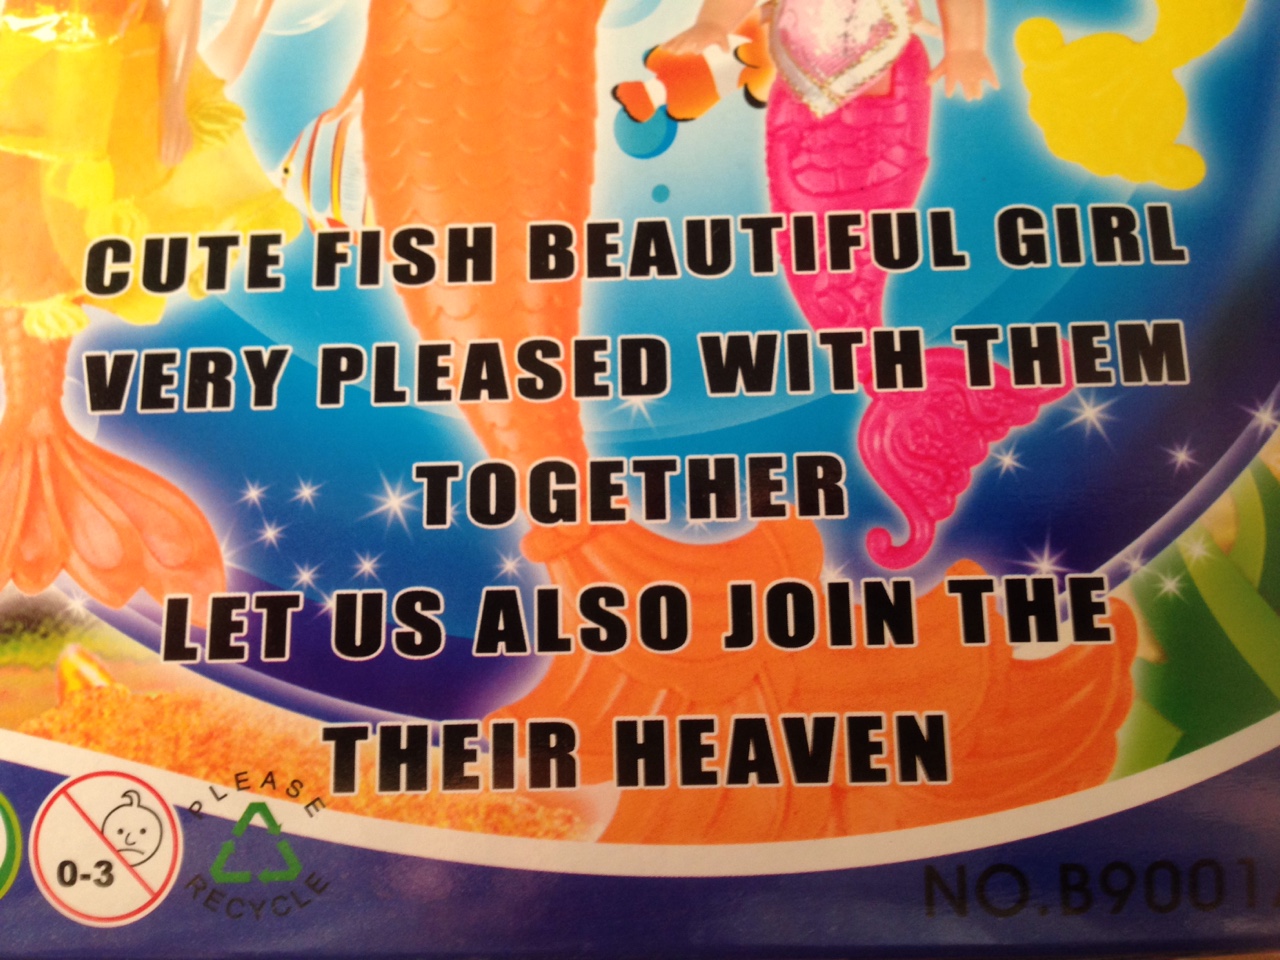 CUTE FISH BEAUTIFUL GIRL
VERY PLEASED WITH THEM
TOGETHER
LET US ALSO JOIN THE
THEIR HEAVEN
0-3
PLEASE
RECYCLE
NO.B9001